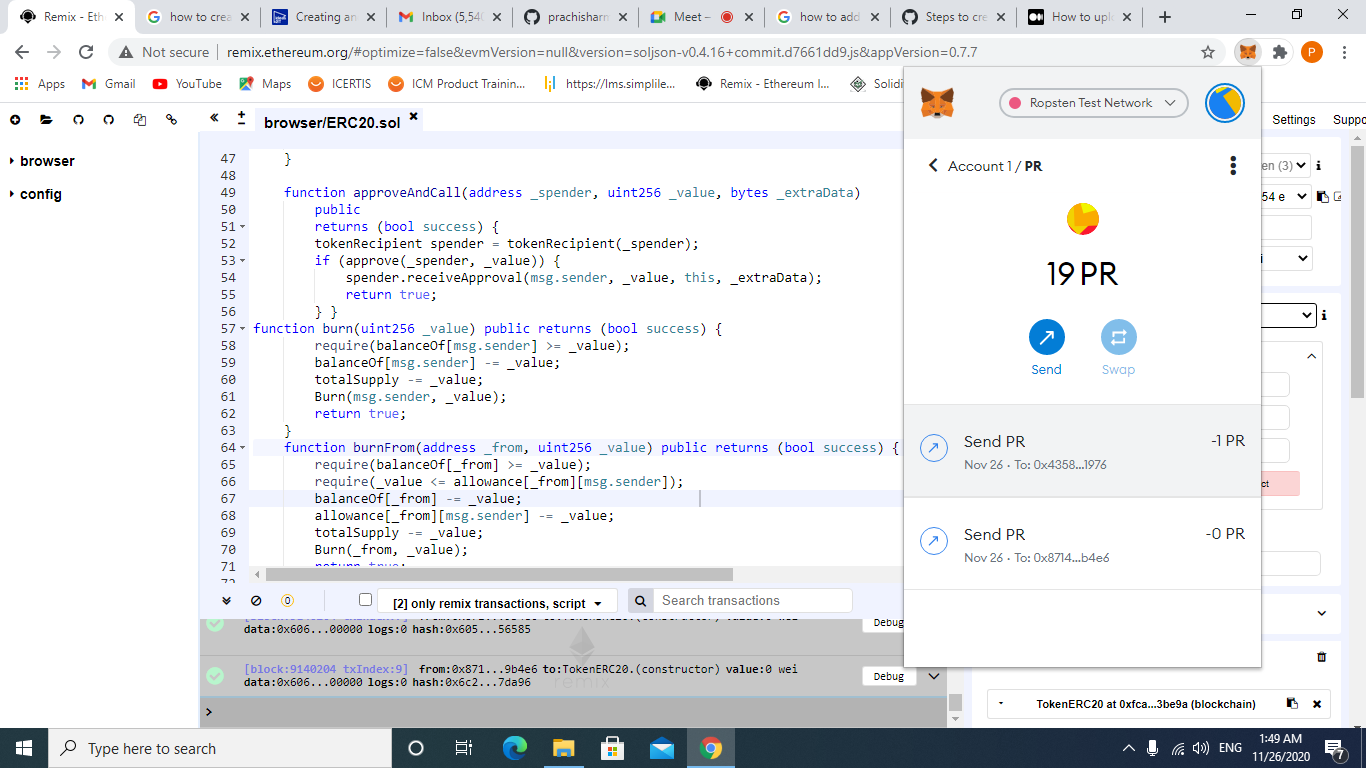 Remix - Eth
how to crea
Creating an
Inbox (5,540
prachisharm
Meet –
how to add
Steps to cre
How to uplo
Not secure
remix.ethereum.org/#optimize=false&evmVersion=null&version=soljson-v0.4.16+commit.d7661dd9.js&appVersion=0.7.7
P
Apps
Gmail
YouTube
Maps
ICERTIS
ICM Product Trainin...
https://lms.simplile...
Remix - Ethereum I...
Solidi
browser/ERC20.sol
Settings
Suppo
browser
config
47 }
48
49 function approveAndCall(address _spender, uint256 _value, bytes _extraData)
50 public
51 returns (bool success) {
52 tokenRecipient spender = tokenRecipient(_spender);
53 if (approve(_spender, _value)) {
54 spender.receiveApproval(msg.sender, _value, this, _extraData);
55 return true;
56 } }
57 function burn(uint256 _value) public returns (bool success) {
58 require(balanceOf[msg.sender] >= _value);
59 balanceOf[msg.sender] -= _value;
60 totalSupply -= _value;
61 Burn(msg.sender, _value);
62 return true;
63 }
64 function burnFrom(address _from, uint256 _value) public returns (bool success) {
65 require(balanceOf[_from] >= _value);
66 require(_value <= allowance[_from][msg.sender]);
67 balanceOf[_from] -= _value;
68 allowance[_from][msg.sender] -= _value;
69 totalSupply -= _value;
70 Burn(_from, _value);
71 return true;
72
0
[2] only remix transactions, script
Search transactions
data:0x606...00000 logs:0 hash:0x605...56585
Debug
[block:9140204 txIndex:9] from:0x871...9b4e6 to:TokenERC20.(constructor) value:0 wei
data:0x606...00000 logs:0 hash:0x6c2...7da96
Debug
remix
>
Ropsten Test Network
Account 1 / PR
19 PR
Send
Swap
Send PR
-1 PR
Nov 26 · To: 0x4358...1976
Send PR
-0 PR
Nov 26 · To: 0x8714...b4e6
en (3)
54 e
i
ct
TokenERC20 at 0xfca...3be9a (blockchain)
Type here to search
ENG
1:49 AM
11/26/2020
7